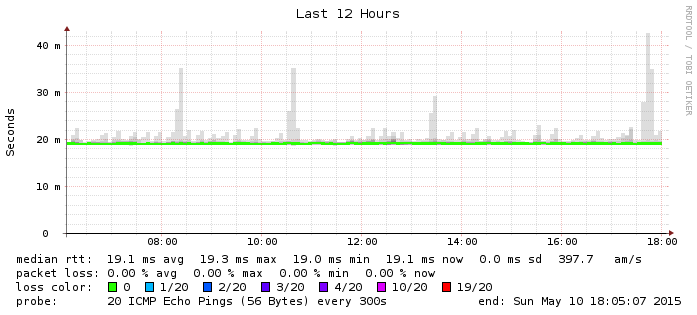 Last 12 Hours
RRDTOOL / TOBI OETIKER
Seconds
40 m
30 m
20 m
10 m
0
08:00 10:00 12:00 14:00 16:00 18:00
median rtt: 19.1 ms avg 19.3 ms max 19.0 ms min 19.1 ms now 0.0 ms sd 397.7 am/s
packet loss: 0.00 % avg 0.00 % max 0.00 % min 0.00 % now
loss color: 0 1/20 2/20 3/20 4/20 10/20 19/20
probe: 20 ICMP Echo Pings (56 Bytes) every 300s end: Sun May 10 18:05:07 2015